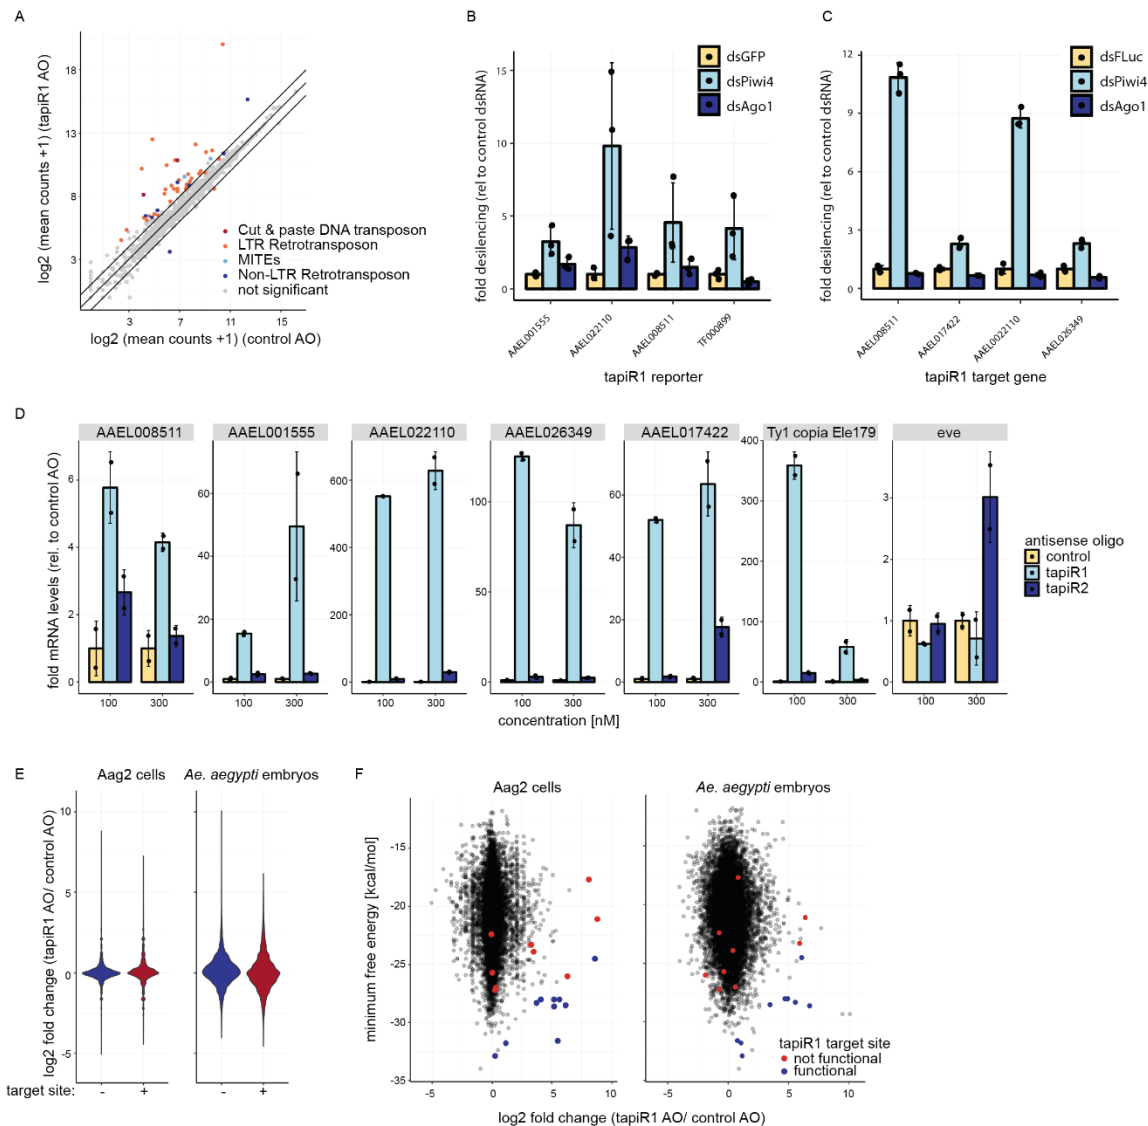 A
log2 (mean counts +1) (tapiR1 AO)
18
13
8
3
3
7
11
15
log2 (mean counts +1) (control AO)
Cut & paste DNA transposon
LTR Retrotransposon
MITEs
Non-LTR Retrotransposon
not significant
B
fold desilencing (rel to control dsRNA)
15
10
5
0
dsGFP
dsPiwi4
dsAgo1
AAEL001555
AAEL022110
AAEL008511
TF000899
tapiR1 reporter
C
fold desilencing (rel to control dsRNA)
12
9
6
3
0
dsFLuc
dsPiwi4
dsAgo1
AAEL008511
AAEL017422
AAEL0022110
AAEL026349
tapiR1 target gene
D
fold mRNA levels (rel. to control AO)
AAEL008511
6
4
2
0
100
300
AAEL001555
60
40
20
0
100
300
AAEL022110
600
400
200
0
100
300
AAEL026349
100
50
0
100
300
AAEL017422
60
40
20
0
100
300
Ty1 copia Ele179
400
300
200
100
0
100
300
eve
3
2
1
0
100
300
concentration [nM]
antisense oligo
control
tapiR1
tapiR2
E
log2 fold change (tapiR1 AO/ control AO)
Aag2 cells
Ae. aegypti embryos
10
5
0
-5
target site:
-
+
-
+
F
minimum free energy [kcal/mol]
Aag2 cells
Ae. aegypti embryos
-15
-20
-25
-30
-35
-5
0
5
10
-5
0
5
10
tapiR1 target site
not functional
functional
log2 fold change (tapiR1 AO/ control AO)